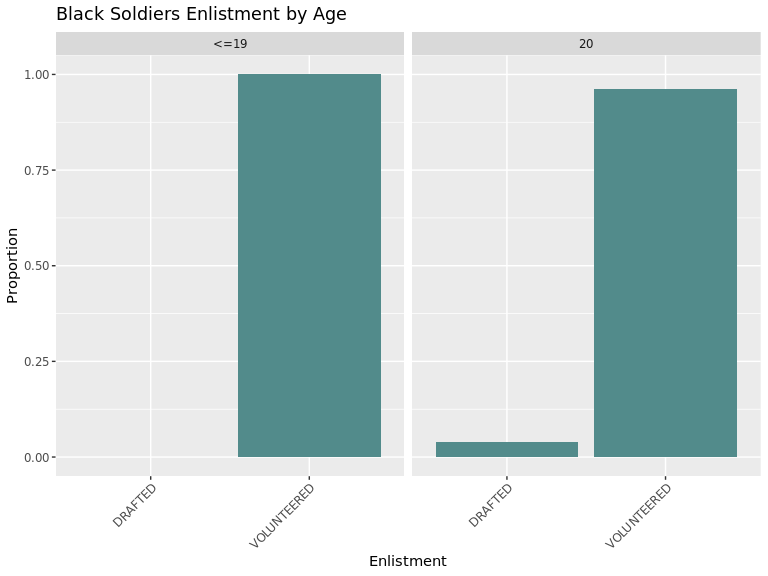 Black Soldiers Enlistment by Age
<=19
20
1.00
0.75
0.50
0.25
0.00
Proportion
DRAFTED
VOLUNTEERED
DRAFTED
VOLUNTEERED
Enlistment